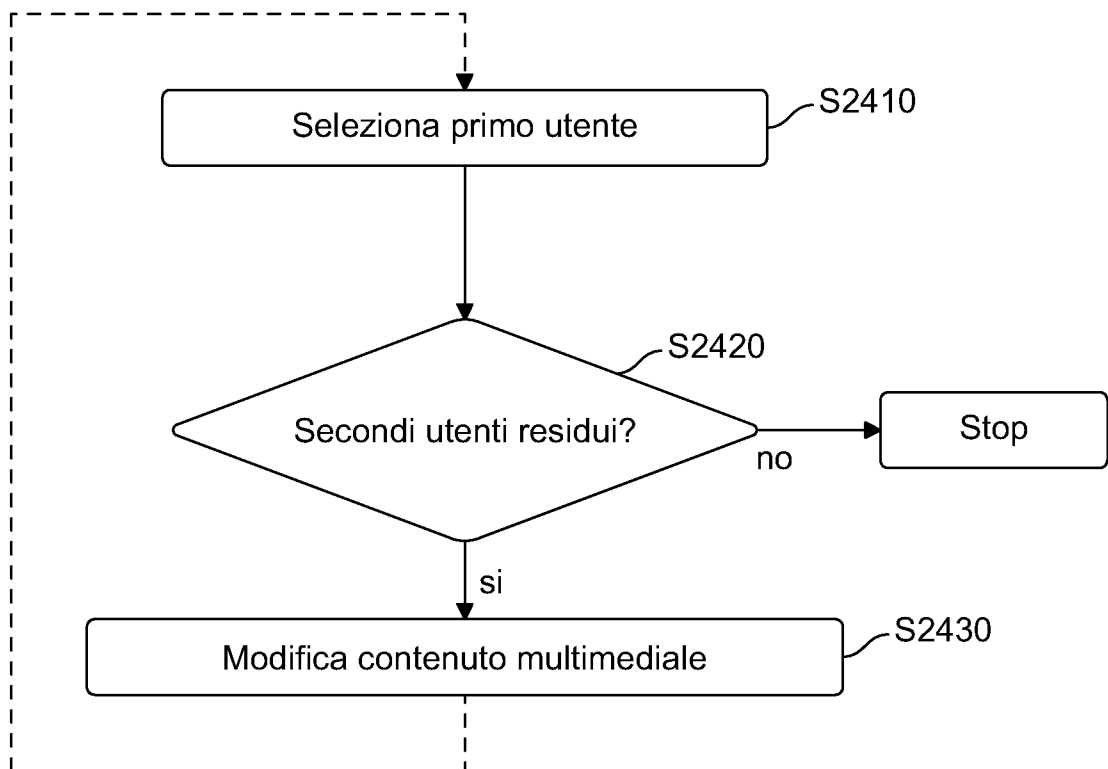 Seleziona primo utente
S2410
S2420
Secondi utenti residui?
Stop
no
si
S2430
Modifica contenuto multimediale